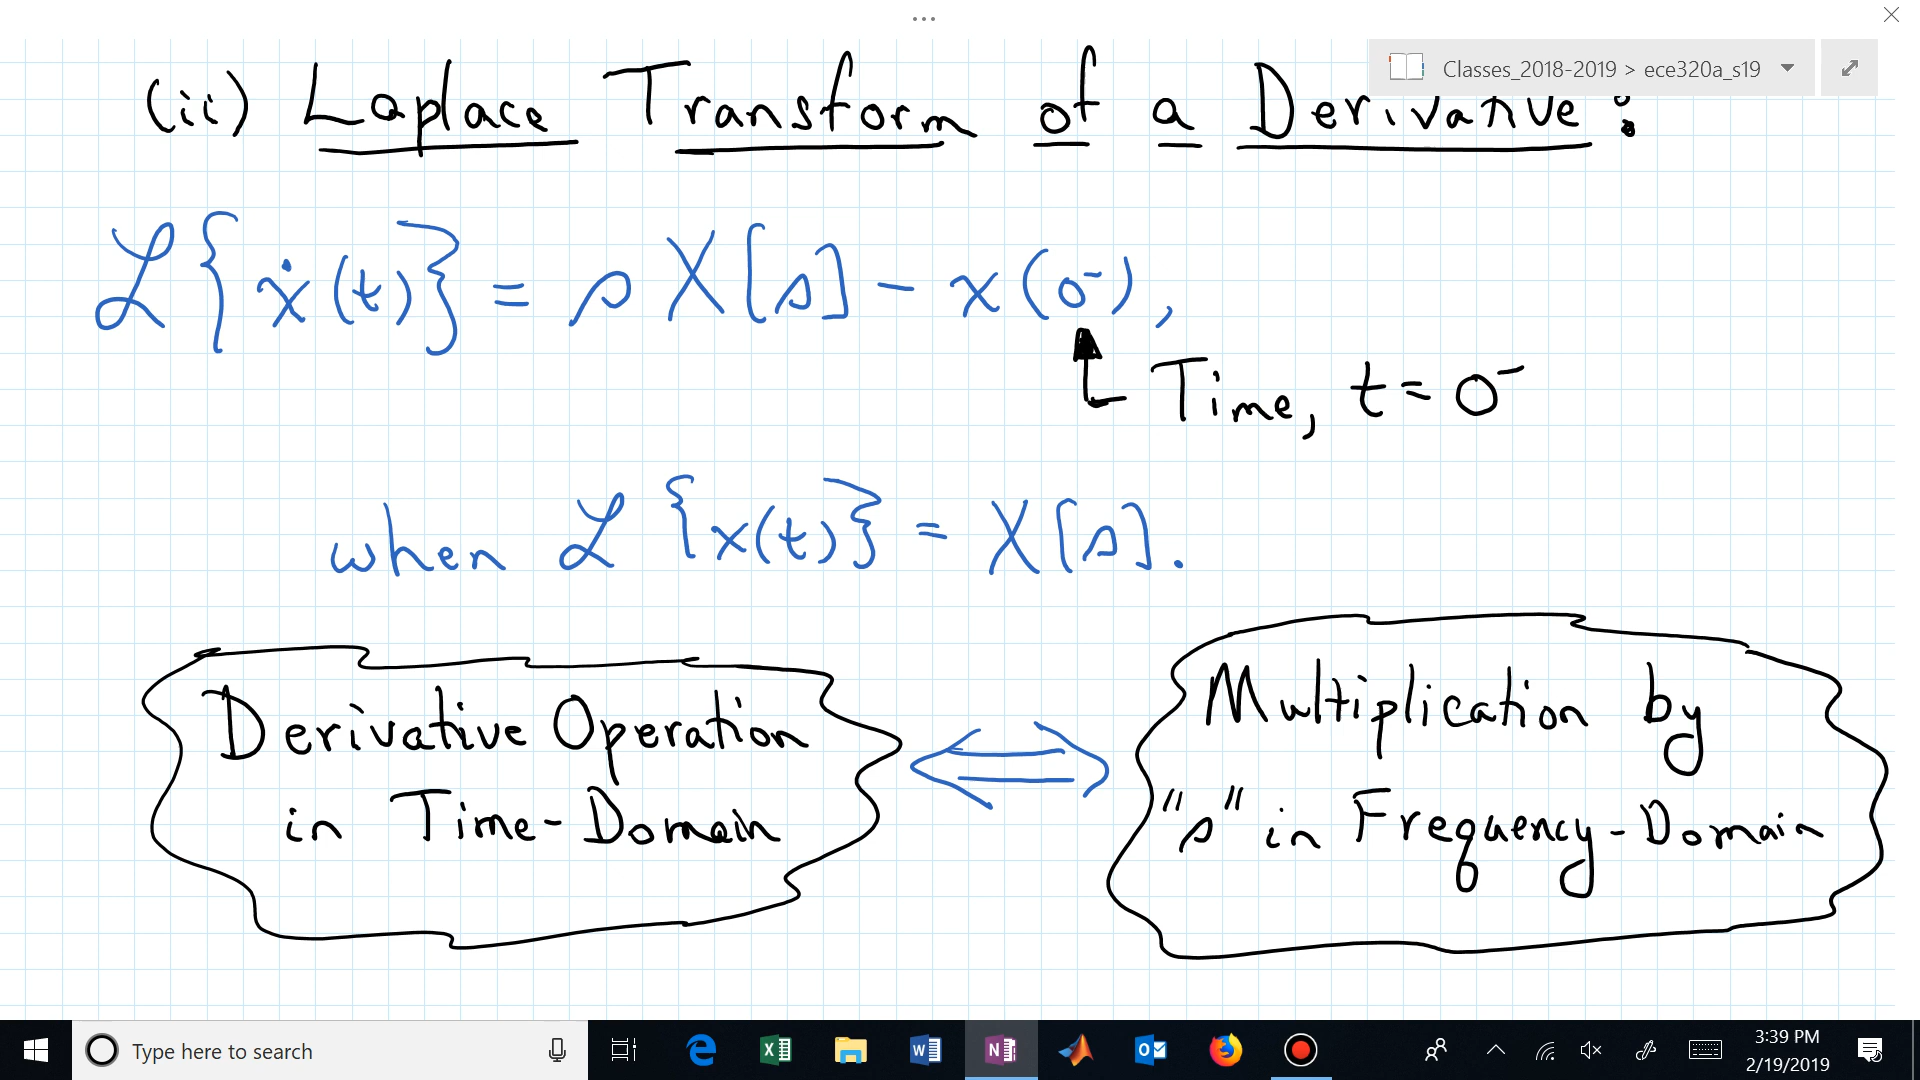 Classes_2018-2019 > ece320a_s19
(ii) Laplace Transform of a Derivative:
ℒ{ẋ(t)} = s X[s] - x(0⁻),
Time, t = 0⁻
when ℒ{x(t)} = X[s].
Derivative Operation
in Time-Domain
Multiplication by
"s" in Frequency-Domain
Type here to search
3:39 PM
2/19/2019